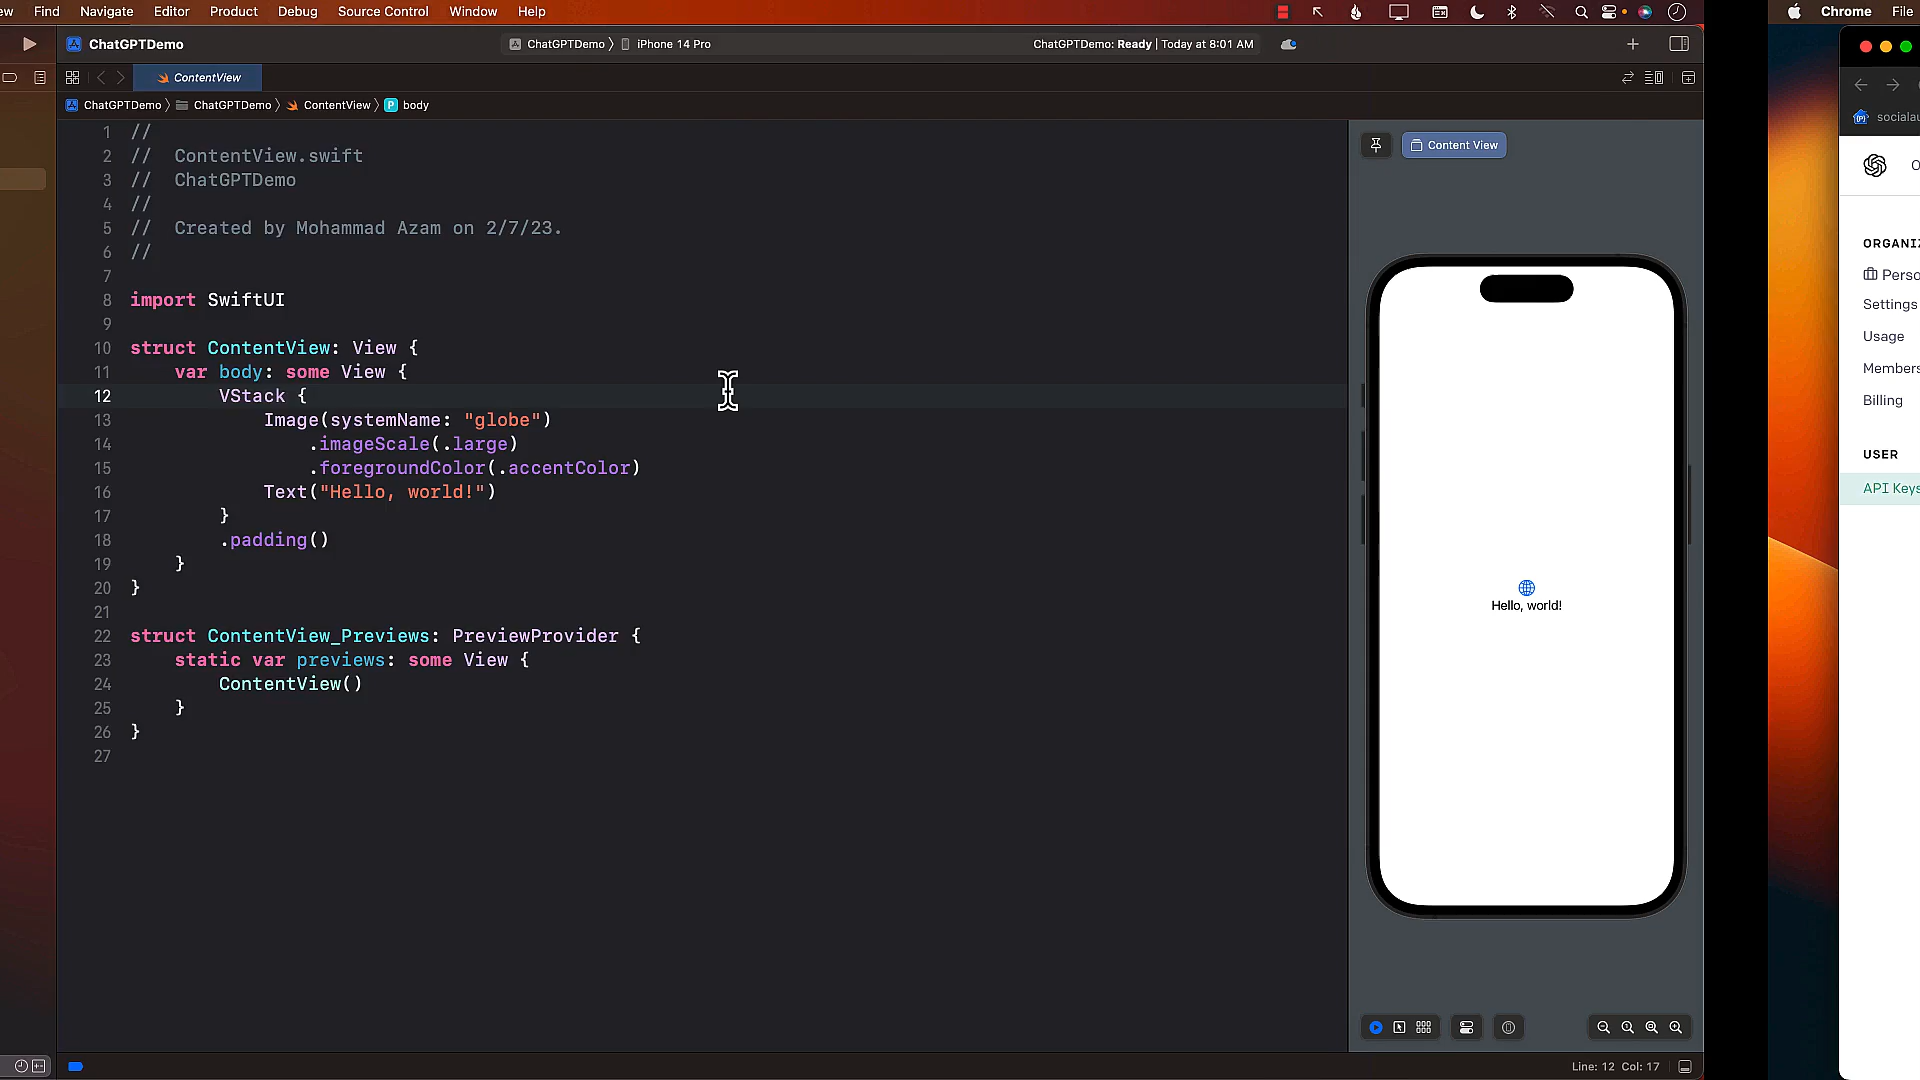 ew Find Navigate Editor Product Debug Source Control Window Help
Chrome File
ChatGPTDemo
ChatGPTDemo 〉 iPhone 14 Pro
ChatGPTDemo: Ready | Today at 8:01 AM
ContentView
ChatGPTDemo 〉 ChatGPTDemo 〉 ContentView 〉 P body
1 //
2 //  ContentView.swift
3 //  ChatGPTDemo
4 //
5 //  Created by Mohammad Azam on 2/7/23.
6 //
7
8 import SwiftUI
9
10 struct ContentView: View {
11     var body: some View {
12         VStack {
13             Image(systemName: "globe")
14                 .imageScale(.large)
15                 .foregroundColor(.accentColor)
16             Text("Hello, world!")
17         }
18         .padding()
19     }
20 }
21
22 struct ContentView_Previews: PreviewProvider {
23     static var previews: some View {
24         ContentView()
25     }
26 }
27
Content View
Hello, world!
Line: 12 Col: 17
socialau
O
ORGANIZ
Perso
Settings
Usage
Members
Billing
USER
API Keys